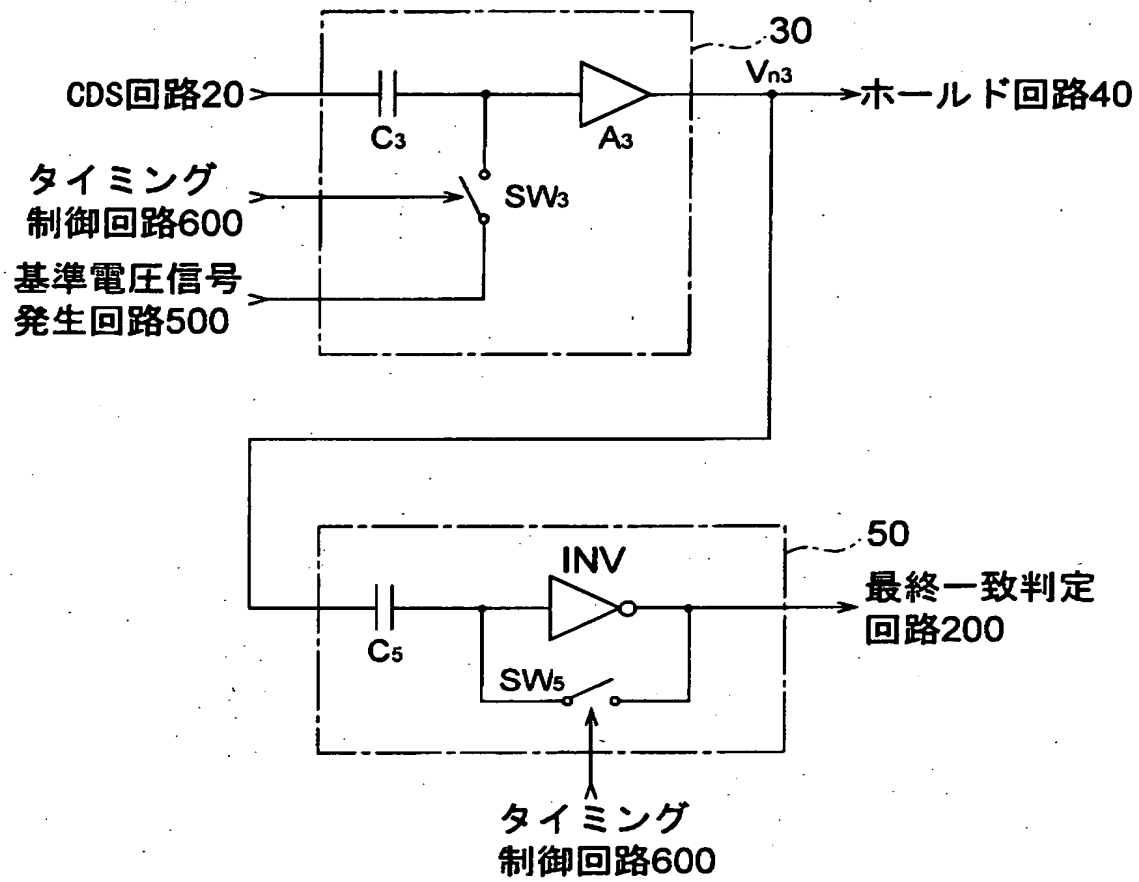 30
Vn3
CDS回路20
ホールド回路40
C3
A3
タイミング
制御回路600
SW3
基準電圧信号
発生回路500
50
INV
最終一致判定
回路200
C5
SW5
タイミング
制御回路600